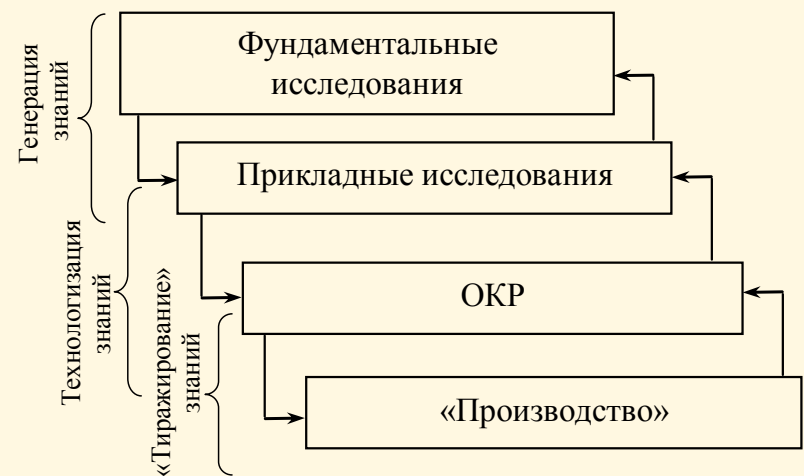 Фундаментальные
исследования
Генерация
знаний
Прикладные исследования
Технологизация
знаний
ОКР
«Тиражирование»
знаний
«Производство»